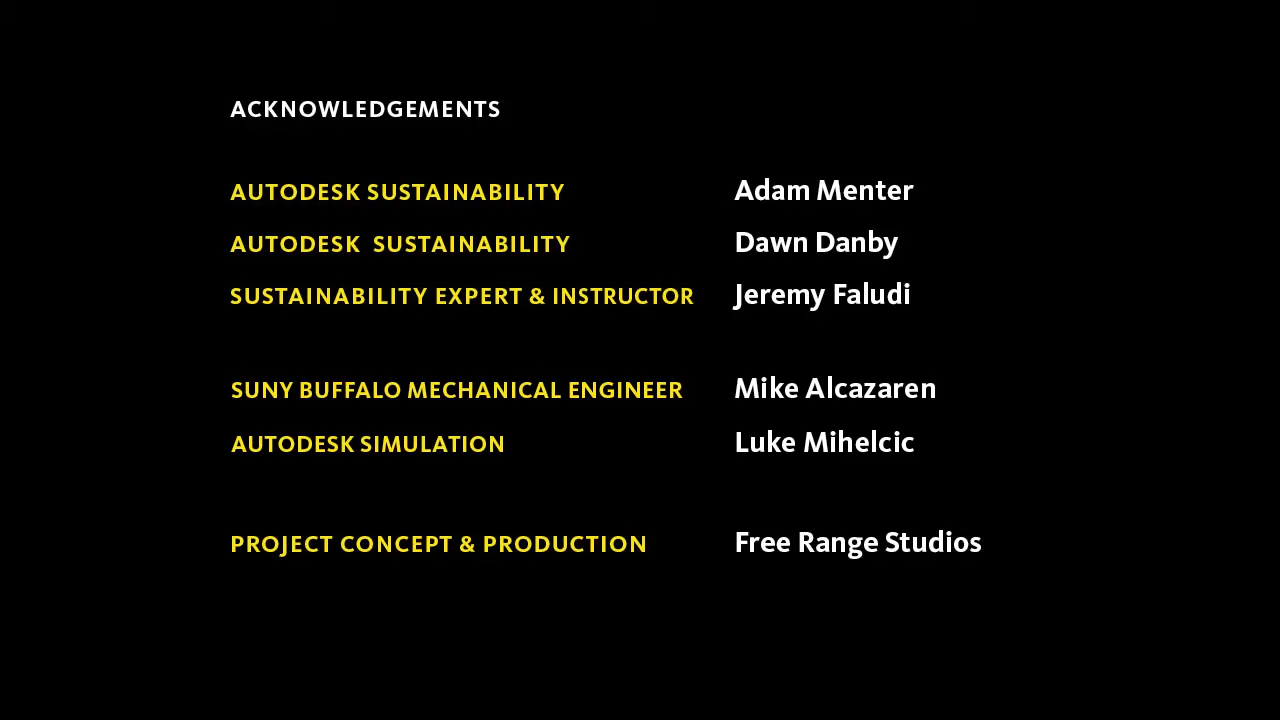 ACKNOWLEDGEMENTS
AUTODESK SUSTAINABILITY Adam Menter
AUTODESK SUSTAINABILITY Dawn Danby
SUSTAINABILITY EXPERT & INSTRUCTOR Jeremy Faludi
SUNY BUFFALO MECHANICAL ENGINEER Mike Alcazaren
AUTODESK SIMULATION Luke Mihelcic
PROJECT CONCEPT & PRODUCTION Free Range Studios